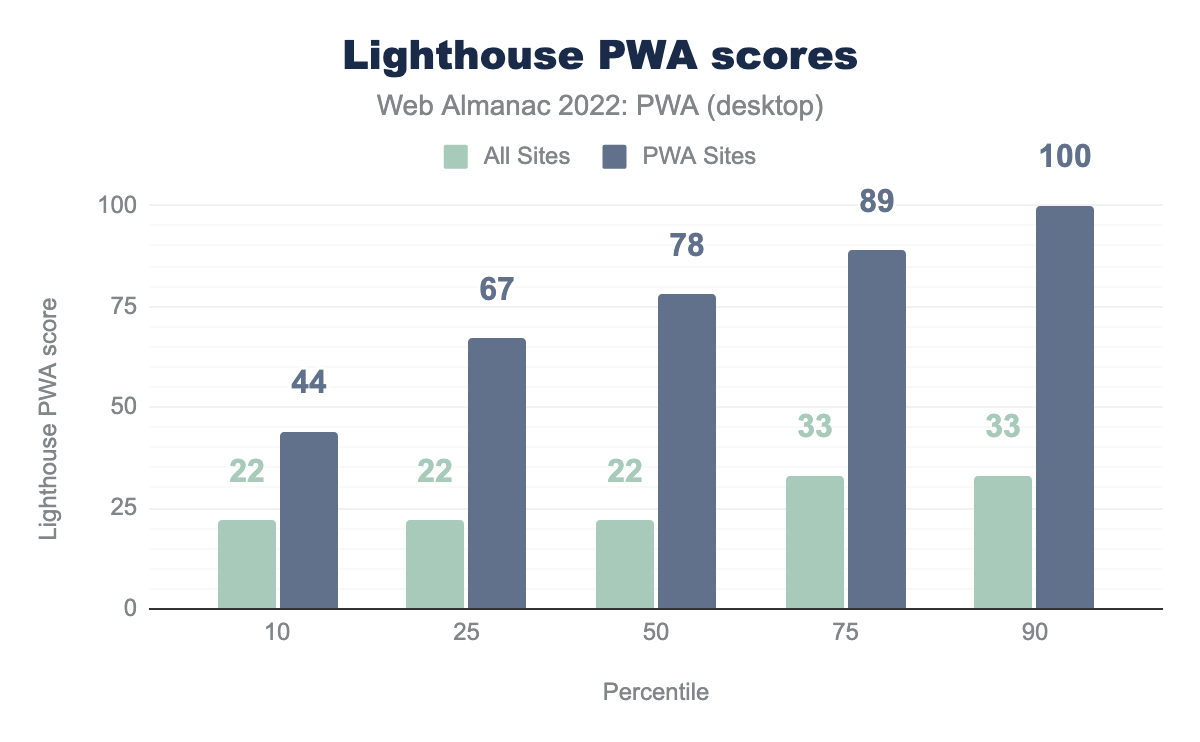 Lighthouse PWA scores
Web Almanac 2022: PWA (desktop)
All Sites PWA Sites
100
75
50
25
0
Lighthouse PWA score
22 44
22 67
22 78
33 89
33 100
10 25 50 75 90
Percentile